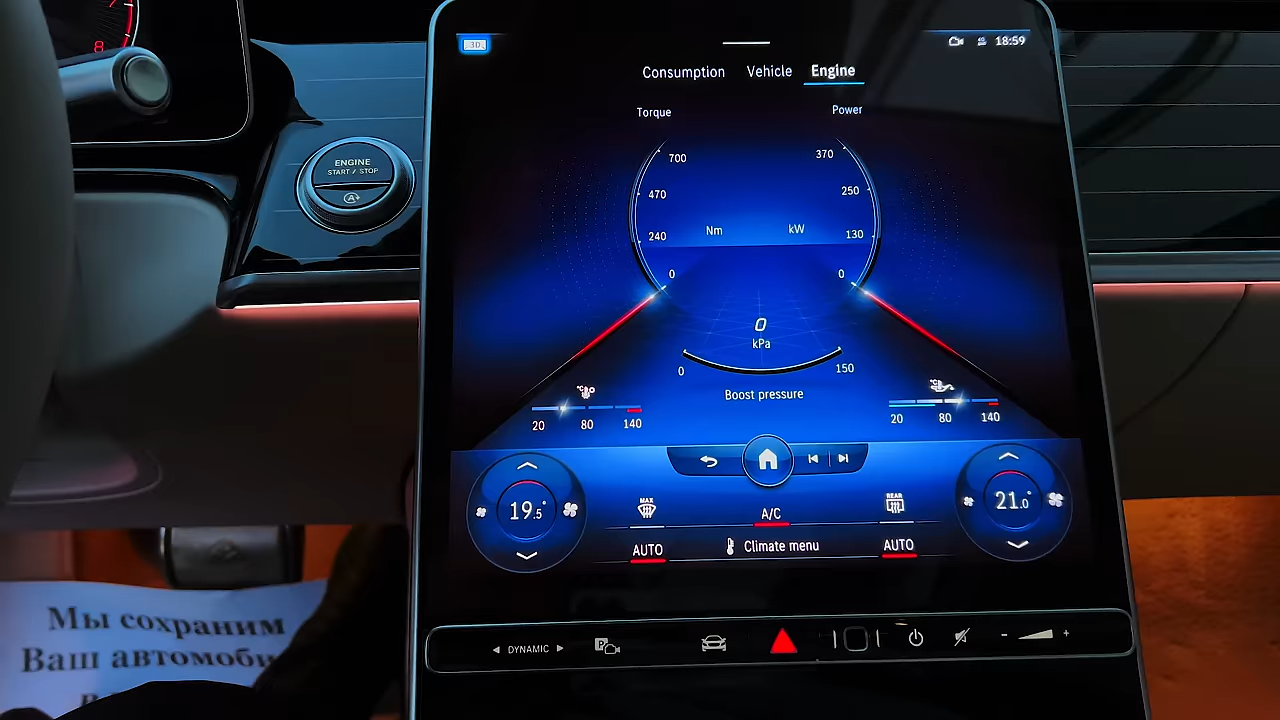 8
3D
18:59
Consumption Vehicle Engine
Torque
Power
700
370
470
250
240
Nm
kW
130
0
0
0
kPa
0
150
Boost pressure
°C
20 80 140
°C
20 80 140
19.5°
21.0°
MAX
REAR
A/C
AUTO
Climate menu
AUTO
ENGINE
START / STOP
A
DYNAMIC
P
- +
Мы сохраним
Ваш автомоби